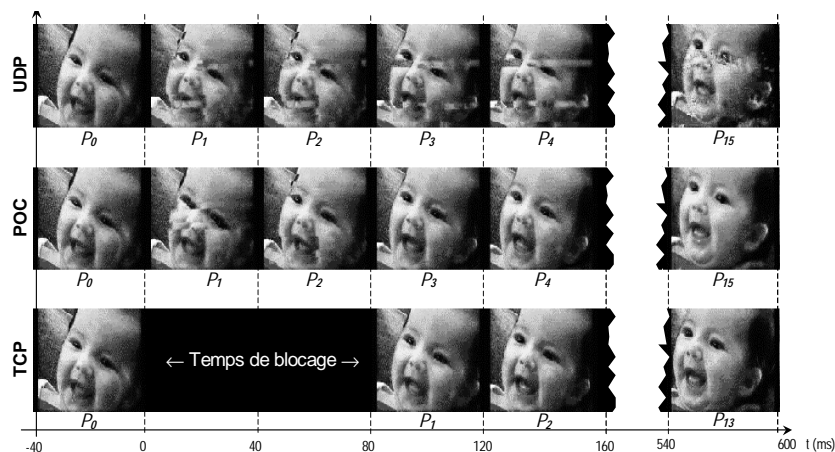 UDP
P0 P1 P2 P3 P4 P15
POC
P0 P1 P2 P3 P4 P15
TCP
← Temps de blocage →
P0 P1 P2 P13
-40 0 40 80 120 160 540 600 t (ms)